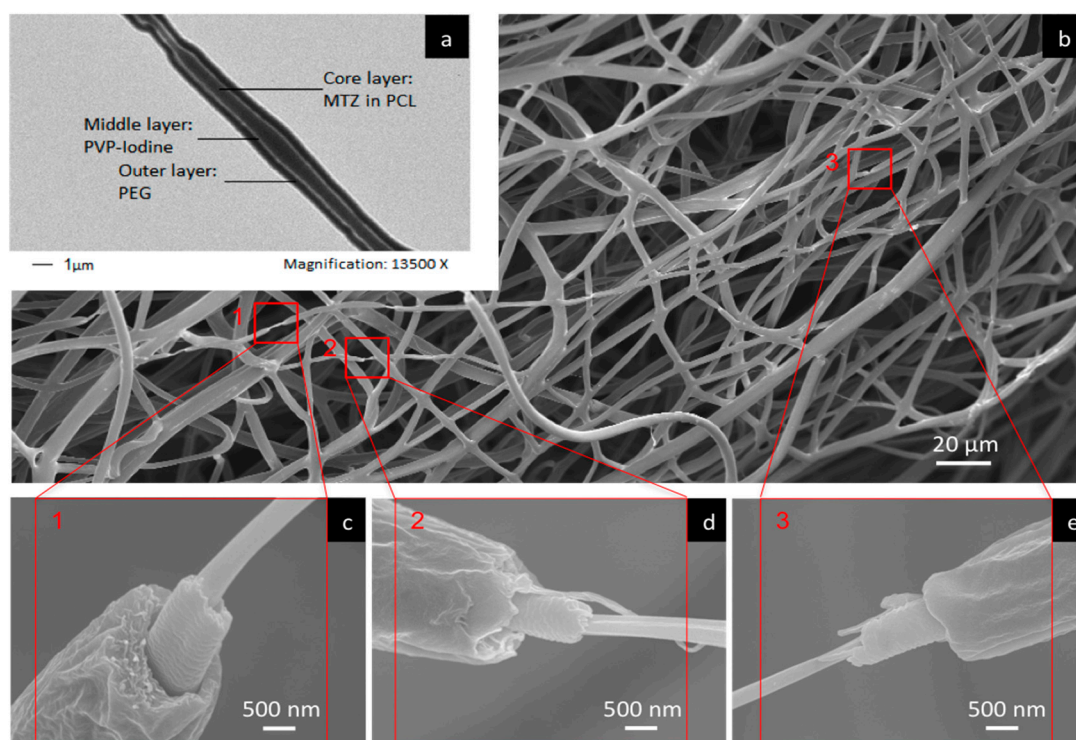 a
Core layer:
MTZ in PCL
Middle layer:
PVP-Iodine
Outer layer:
PEG
1µm
Magnification: 13500 X
b
3
1
2
20 µm
1
c
500 nm
2
d
500 nm
3
e
500 nm